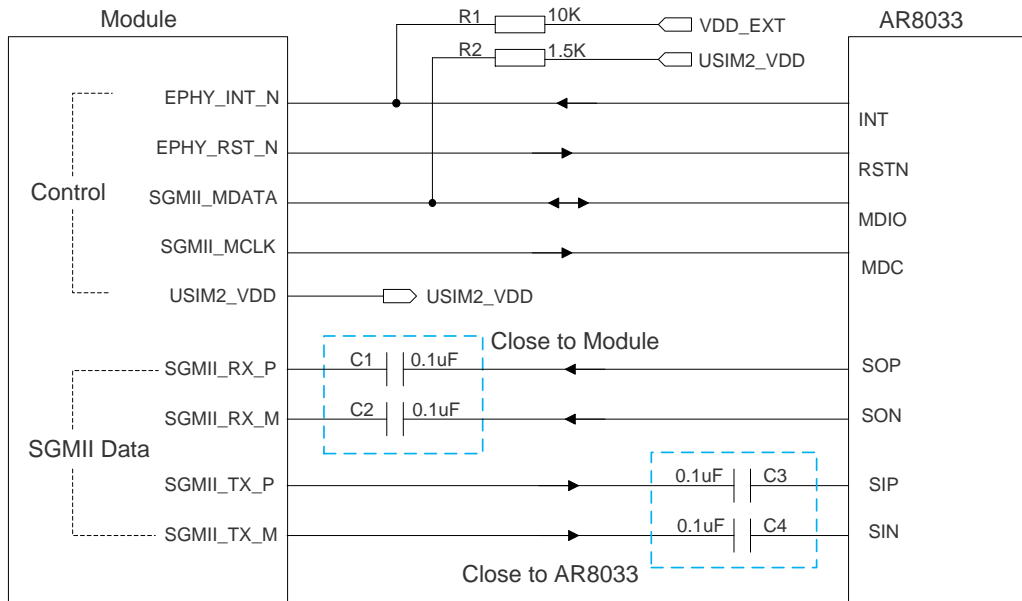 Module
R1 10K VDD_EXT AR8033
R2 1.5K USIM2_VDD
EPHY_INT_N INT
EPHY_RST_N RSTN
Control SGMII_MDATA MDIO
SGMII_MCLK MDC
USIM2_VDD USIM2_VDD
Close to Module
SGMII_RX_P C1 0.1uF SOP
SGMII_RX_M C2 0.1uF SON
SGMII Data
SGMII_TX_P 0.1uF C3 SIP
SGMII_TX_M 0.1uF C4 SIN
Close to AR8033